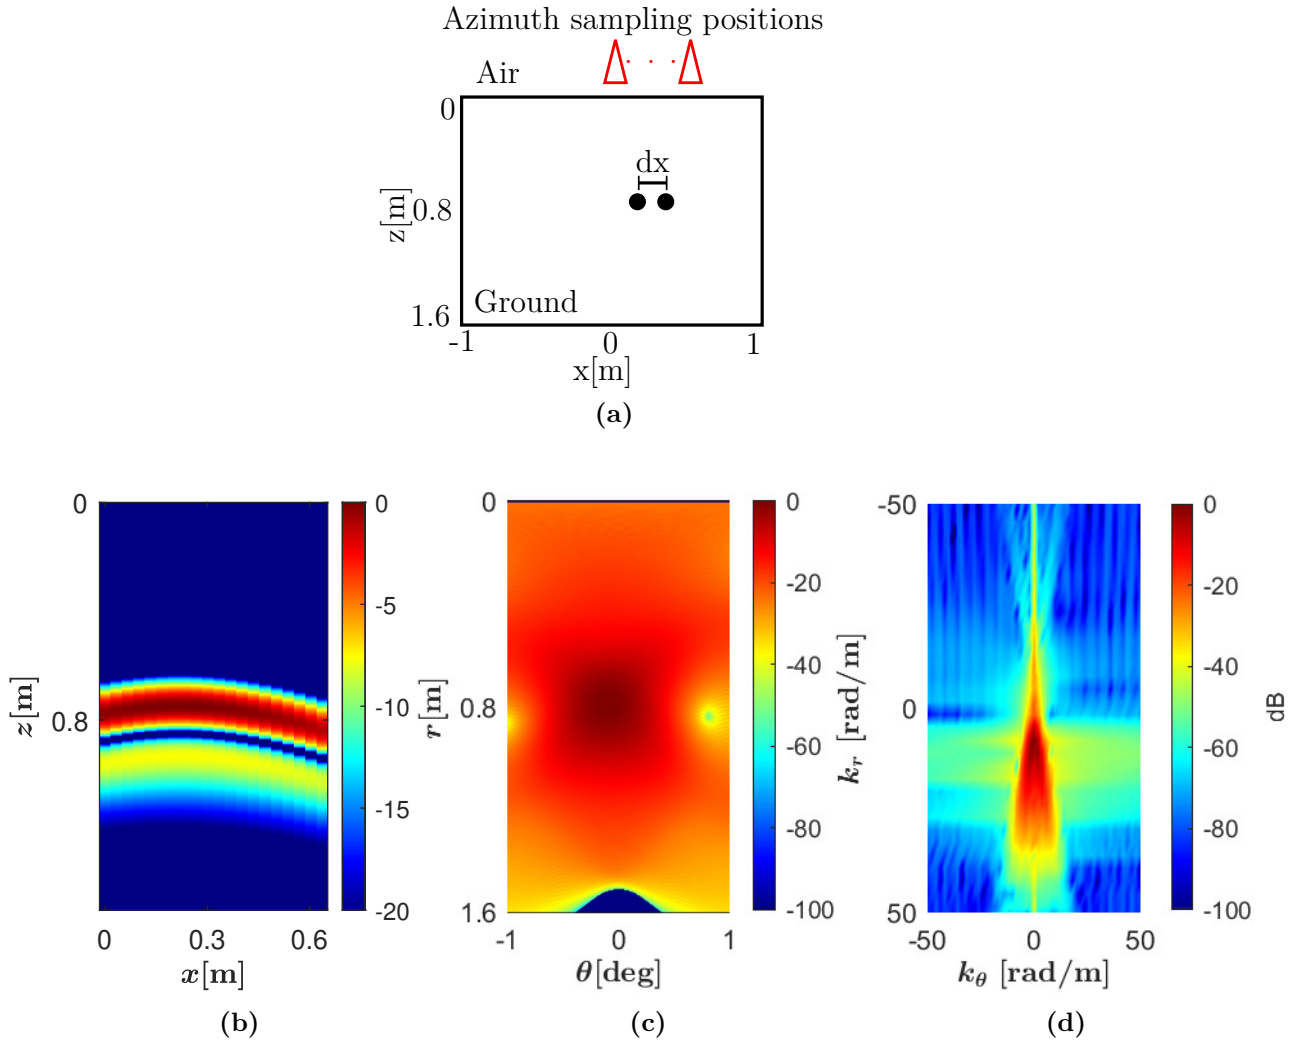 Azimuth sampling positions
Air
0
dx
z[m]
0.8
Ground
1.6
-1
0
1
x[m]
(a)
0
0
-5
-10
-15
-20
z[m]
0.8
0
0.3
0.6
x[m]
(b)
0
0
-20
-40
-60
-80
-100
r[m]
0.8
1.6
-1
0
1
θ[deg]
(c)
-50
0
-20
-40
-60
-80
-100
dB
k_r [rad/m]
0
50
-50
0
50
k_θ [rad/m]
(d)